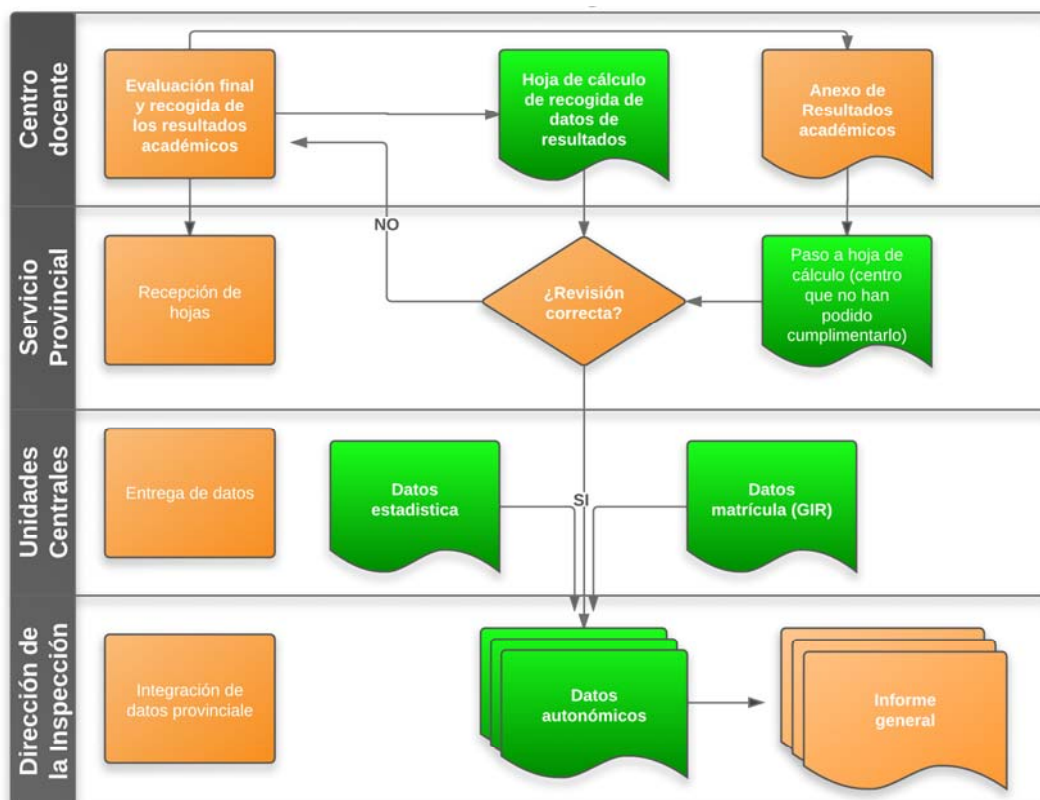 Centro
docente
Evaluación final
y recogida de
los resultados
académicos
Hoja de cálculo
de recogida de
datos de
resultados
Anexo de
Resultados
académicos
Servicio
Provincial
NO
Recepción de
hojas
¿Revisión
correcta?
Paso a hoja de
cálculo (centro
que no han
podido
cumplimentarlo)
Unidades
Centrales
Entrega de datos
Datos
estadistica
SI
Datos
matrícula (GIR)
Dirección de
la Inspección
Integración de
datos provinciale
Datos
autonómicos
Informe
general